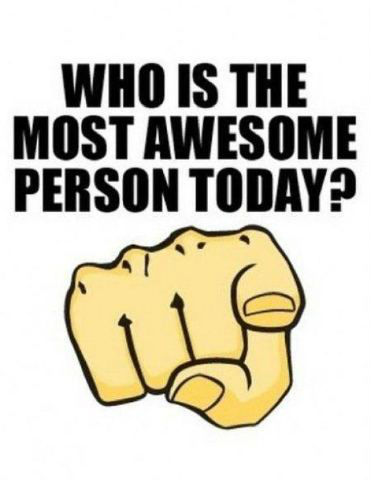 WHO IS THE
MOST AWESOME
PERSON TODAY?